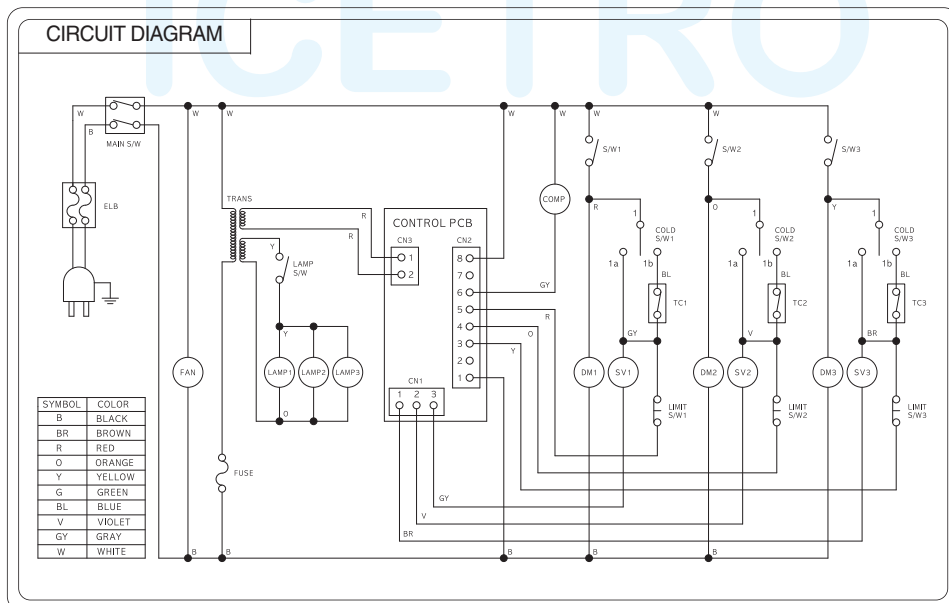 ICETRO
CIRCUIT DIAGRAM
W
B
MAIN S/W
ELB
W W W W W W
TRANS
R
R
Y
LAMP
S/W
Y
LAMP1 LAMP2 LAMP3
O
FAN
FUSE
B B B B B B
CONTROL PCB
CN3
1
2
CN2
8
7
6
5
4
3
2
1
CN1
1 2 3
GY
R
O
Y
GY
V
BR
COMP
S/W1
R
1
COLD
S/W1
1a 1b
BL
TC1
GY
DM1 SV1
LIMIT
S/W1
S/W2
O
1
COLD
S/W2
1a 1b
BL
TC2
V
DM2 SV2
LIMIT
S/W2
S/W3
Y
1
COLD
S/W3
1a 1b
BL
TC3
BR
DM3 SV3
LIMIT
S/W3
SYMBOL COLOR
B BLACK
BR BROWN
R RED
O ORANGE
Y YELLOW
G GREEN
BL BLUE
V VIOLET
GY GRAY
W WHITE